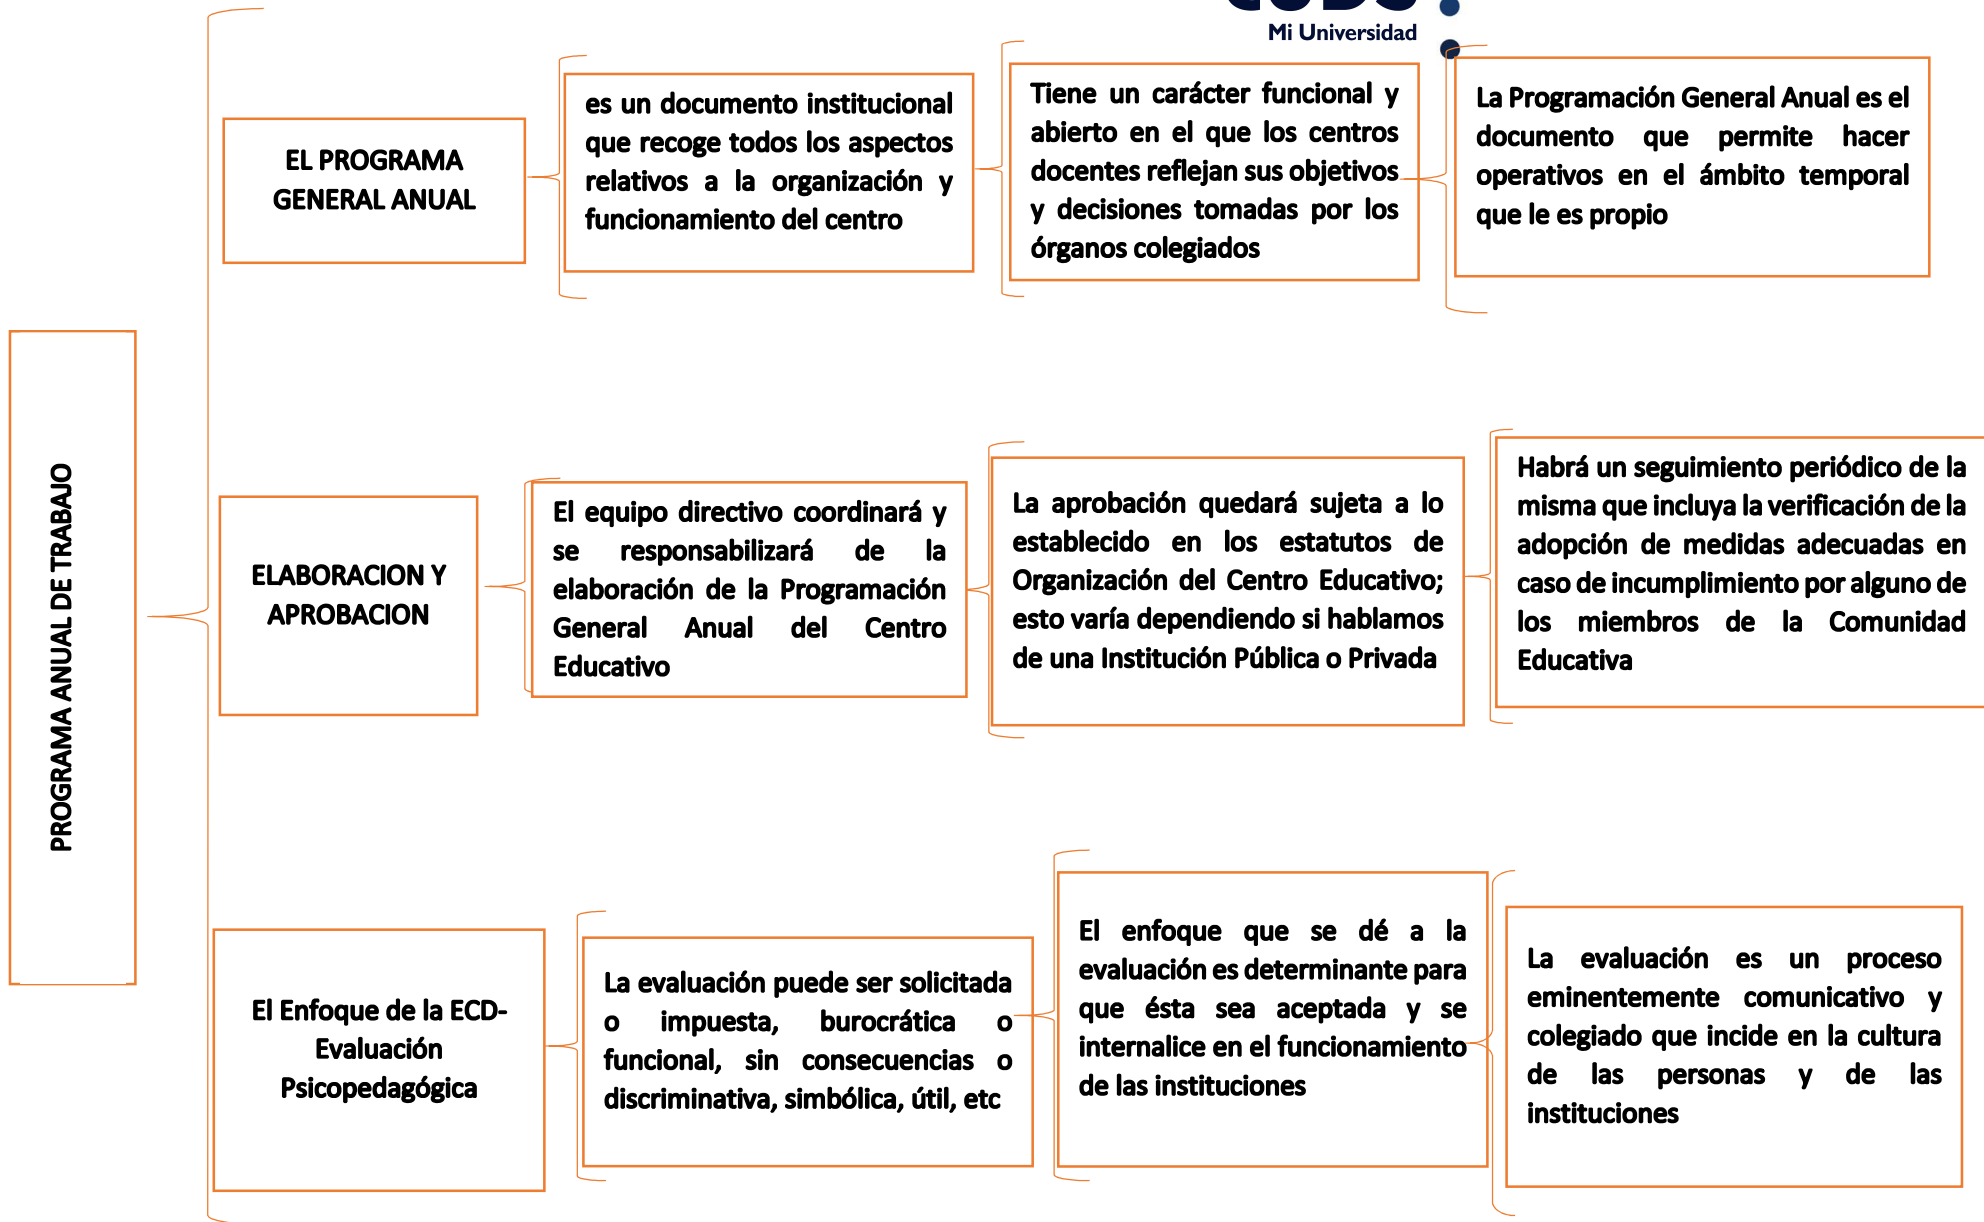 Mi Universidad
PROGRAMA ANUAL DE TRABAJO
EL PROGRAMA
GENERAL ANUAL
es un documento institucional
que recoge todos los aspectos
relativos a la organización y
funcionamiento del centro
Tiene un carácter funcional y
abierto en el que los centros
docentes reflejan sus objetivos
y decisiones tomadas por los
órganos colegiados
La Programación General Anual es el
documento que permite hacer
operativos en el ámbito temporal
que le es propio
ELABORACION Y
APROBACION
El equipo directivo coordinará y
se responsabilizará de la
elaboración de la Programación
General Anual del Centro
Educativo
La aprobación quedará sujeta a lo
establecido en los estatutos de
Organización del Centro Educativo;
esto varía dependiendo si hablamos
de una Institución Pública o Privada
Habrá un seguimiento periódico de la
misma que incluya la verificación de la
adopción de medidas adecuadas en
caso de incumplimiento por alguno de
los miembros de la Comunidad
Educativa
El Enfoque de la ECD-
Evaluación
Psicopedagógica
La evaluación puede ser solicitada
o impuesta, burocrática o
funcional, sin consecuencias o
discriminativa, simbólica, útil, etc
El enfoque que se dé a la
evaluación es determinante para
que ésta sea aceptada y se
internalice en el funcionamiento
de las instituciones
La evaluación es un proceso
eminentemente comunicativo y
colegiado que incide en la cultura
de las personas y de las
instituciones